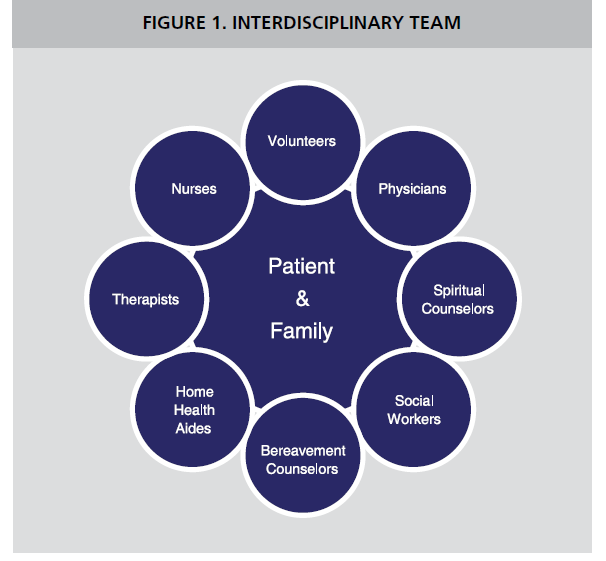 FIGURE 1. INTERDISCIPLINARY TEAM
Volunteers
Nurses
Physicians
Patient
&
Family
Therapists
Spiritual
Counselors
Home
Health
Aides
Social
Workers
Bereavement
Counselors